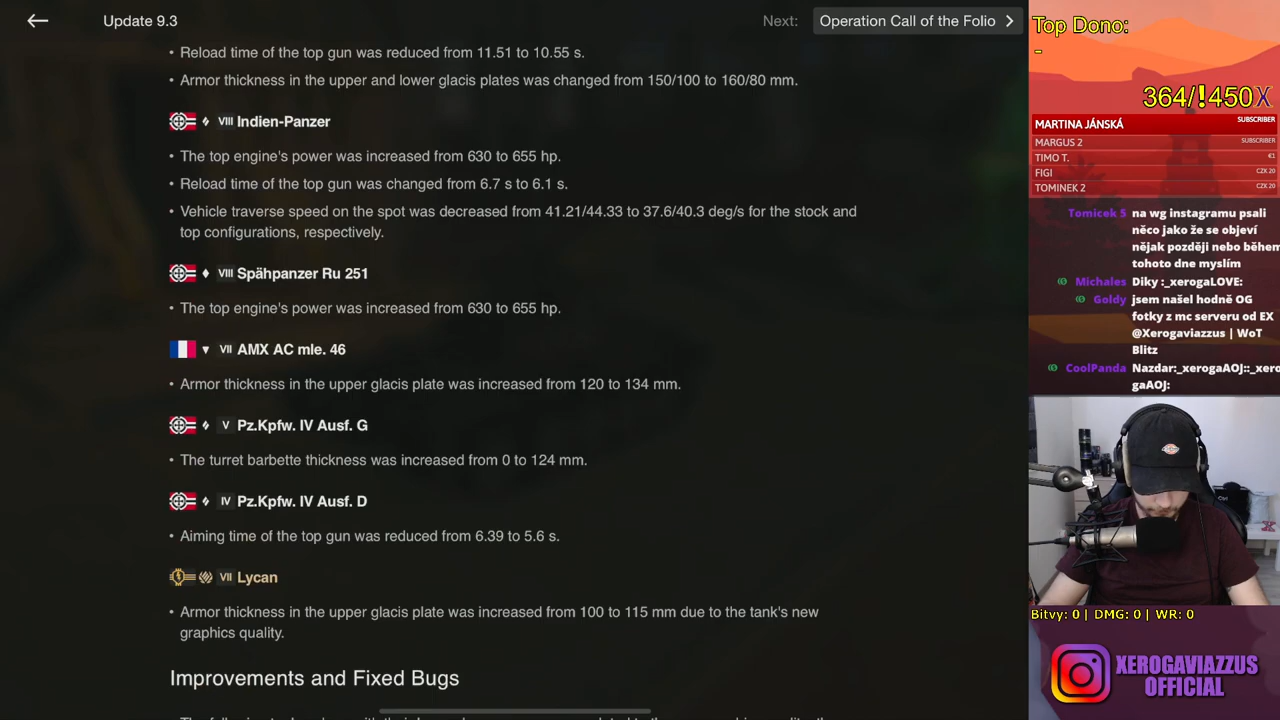 Update 9.3
Next: Operation Call of the Folio
• Reload time of the top gun was reduced from 11.51 to 10.55 s.
• Armor thickness in the upper and lower glacis plates was changed from 150/100 to 160/80 mm.
VIII Indien-Panzer
• The top engine's power was increased from 630 to 655 hp.
• Reload time of the top gun was changed from 6.7 s to 6.1 s.
• Vehicle traverse speed on the spot was decreased from 41.21/44.33 to 37.6/40.3 deg/s for the stock and
top configurations, respectively.
VIII Spähpanzer Ru 251
• The top engine's power was increased from 630 to 655 hp.
VII AMX AC mle. 46
• Armor thickness in the upper glacis plate was increased from 120 to 134 mm.
V Pz.Kpfw. IV Ausf. G
• The turret barbette thickness was increased from 0 to 124 mm.
IV Pz.Kpfw. IV Ausf. D
• Aiming time of the top gun was reduced from 6.39 to 5.6 s.
VII Lycan
• Armor thickness in the upper glacis plate was increased from 100 to 115 mm due to the tank's new
graphics quality.
Improvements and Fixed Bugs
Top Dono:
-
364/!450X
MARTINA JÁNSKÁ SUBSCRIBER
MARGUS 2 SUBSCRIBER
TIMO T. €1
FIGI CZK 20
TOMINEK 2 CZK 20
Tomicek 5 na wg instagramu psali
něco jako že se objeví
nějak později nebo během
tohoto dne myslím
Michales Diky :_xerogaLOVE:
Goldy jsem našel hodně OG
fotky z mc serveru od EX
@Xerogaviazzus | WoT
Blitz
CoolPanda Nazdar:_xerogaAOJ::_xero
gaAOJ:
Bitvy: 0 | DMG: 0 | WR: 0
XEROGAVIAZZUS
OFFICIAL